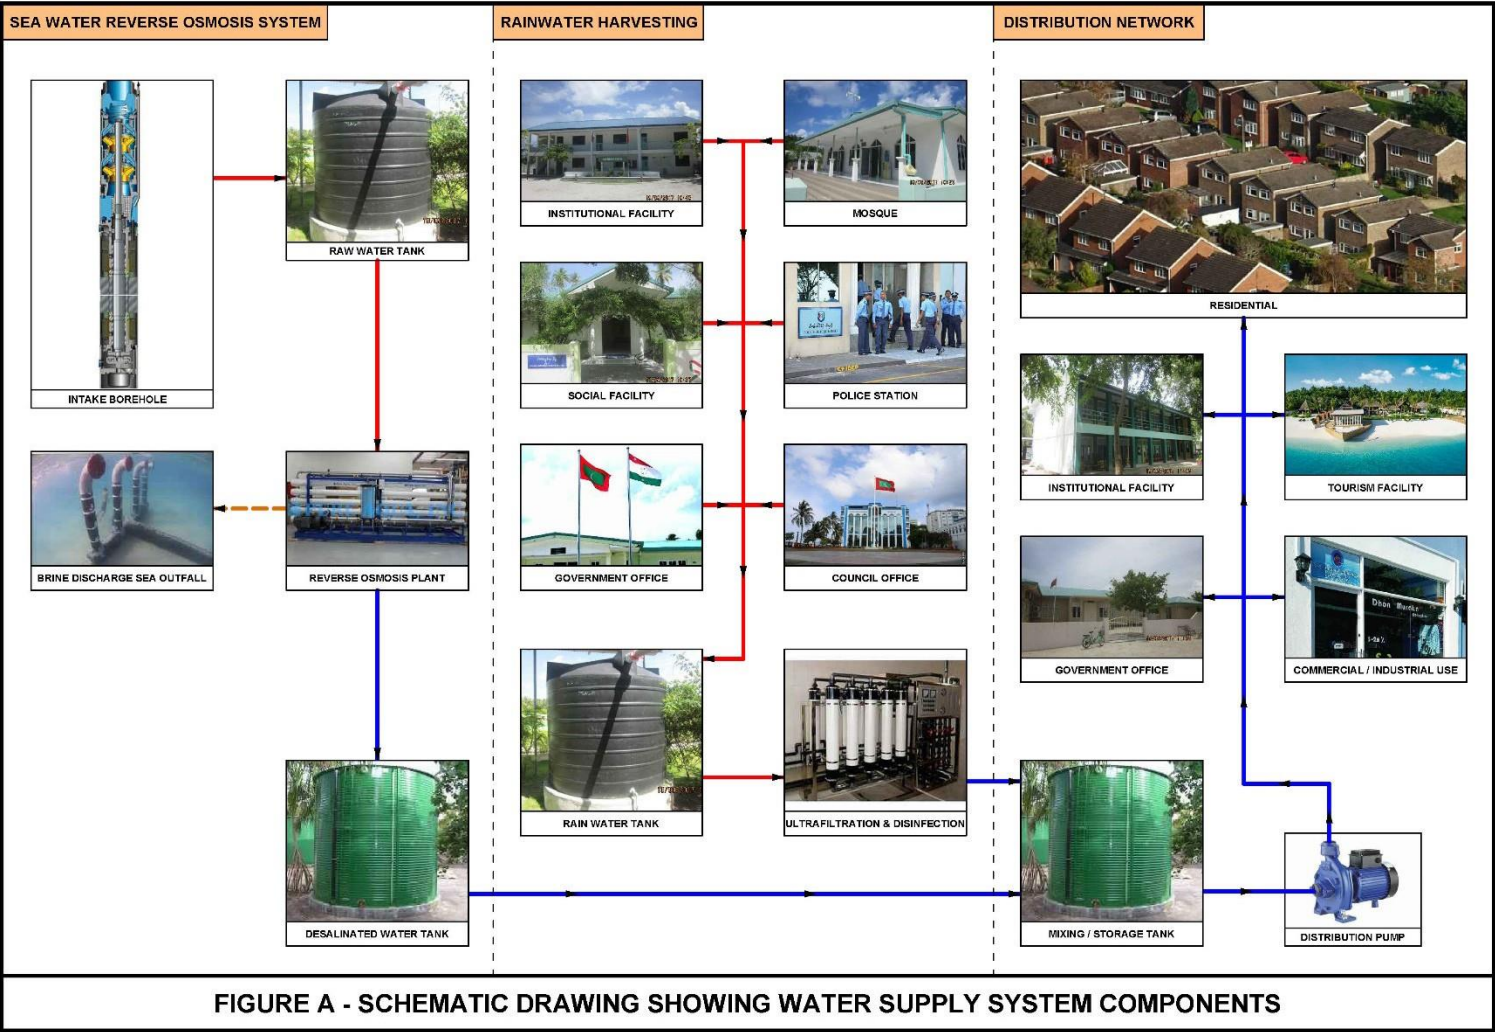 SEA WATER REVERSE OSMOSIS SYSTEM
RAINWATER HARVESTING
DISTRIBUTION NETWORK
INTAKE BOREHOLE
RAW WATER TANK
BRINE DISCHARGE SEA OUTFALL
REVERSE OSMOSIS PLANT
DESALINATED WATER TANK
INSTITUTIONAL FACILITY
MOSQUE
SOCIAL FACILITY
POLICE STATION
GOVERNMENT OFFICE
COUNCIL OFFICE
RAIN WATER TANK
ULTRAFILTRATION & DISINFECTION
RESIDENTIAL
INSTITUTIONAL FACILITY
TOURISM FACILITY
GOVERNMENT OFFICE
COMMERCIAL / INDUSTRIAL USE
MIXING / STORAGE TANK
DISTRIBUTION PUMP
FIGURE A - SCHEMATIC DRAWING SHOWING WATER SUPPLY SYSTEM COMPONENTS